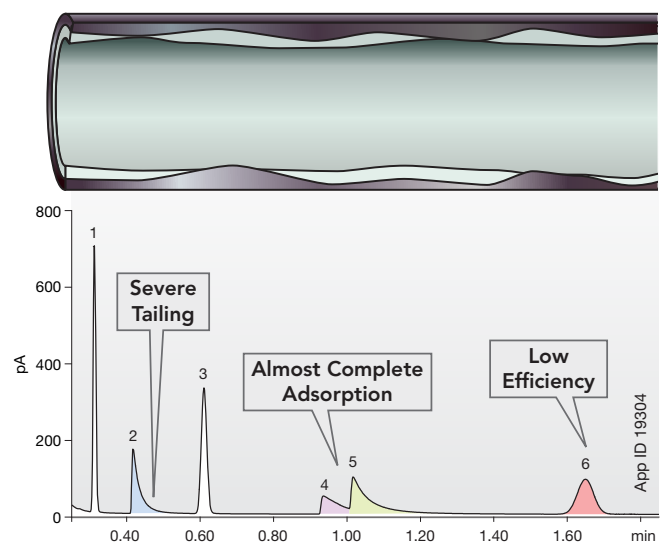 800
600
400
200
0
pA
1
2
3
4
5
6
Severe
Tailing
Almost Complete
Adsorption
Low
Efficiency
App ID 19304
0.40
0.60
0.80
1.00
1.20
1.40
1.60
min